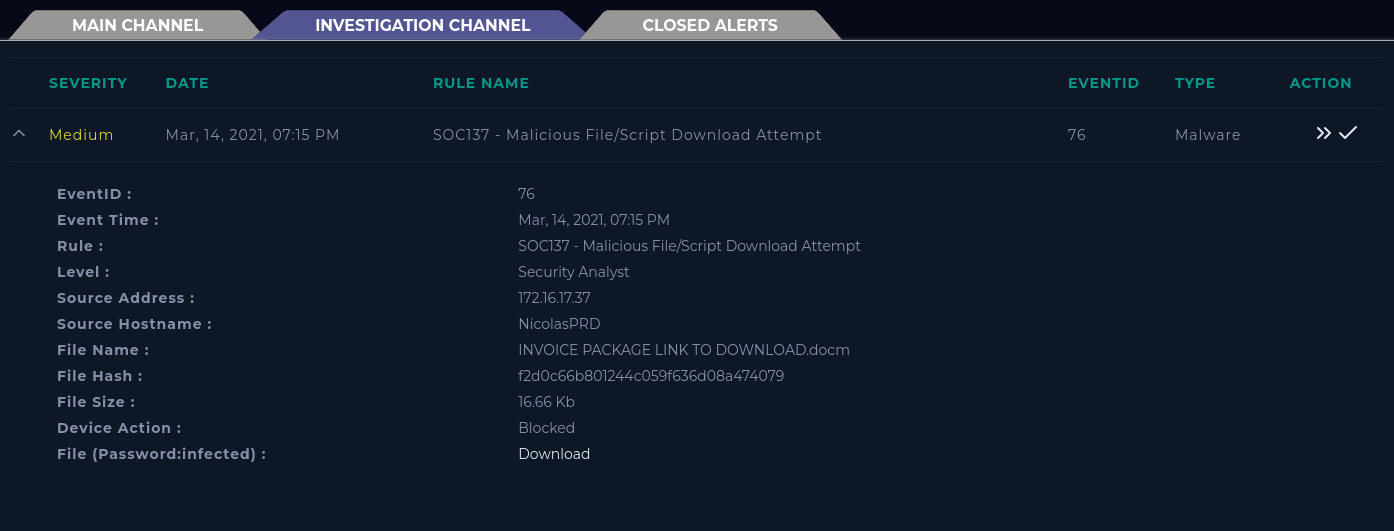 MAIN CHANNEL INVESTIGATION CHANNEL CLOSED ALERTS
SEVERITY DATE RULE NAME EVENTID TYPE ACTION
Medium Mar, 14, 2021, 07:15 PM SOC137 - Malicious File/Script Download Attempt 76 Malware
EventID : 76
Event Time : Mar, 14, 2021, 07:15 PM
Rule : SOC137 - Malicious File/Script Download Attempt
Level : Security Analyst
Source Address : 172.16.17.37
Source Hostname : NicolasPRD
File Name : INVOICE PACKAGE LINK TO DOWNLOAD.docm
File Hash : f2d0c66b801244c059f636d08a474079
File Size : 16.66 Kb
Device Action : Blocked
File (Password:infected) : Download